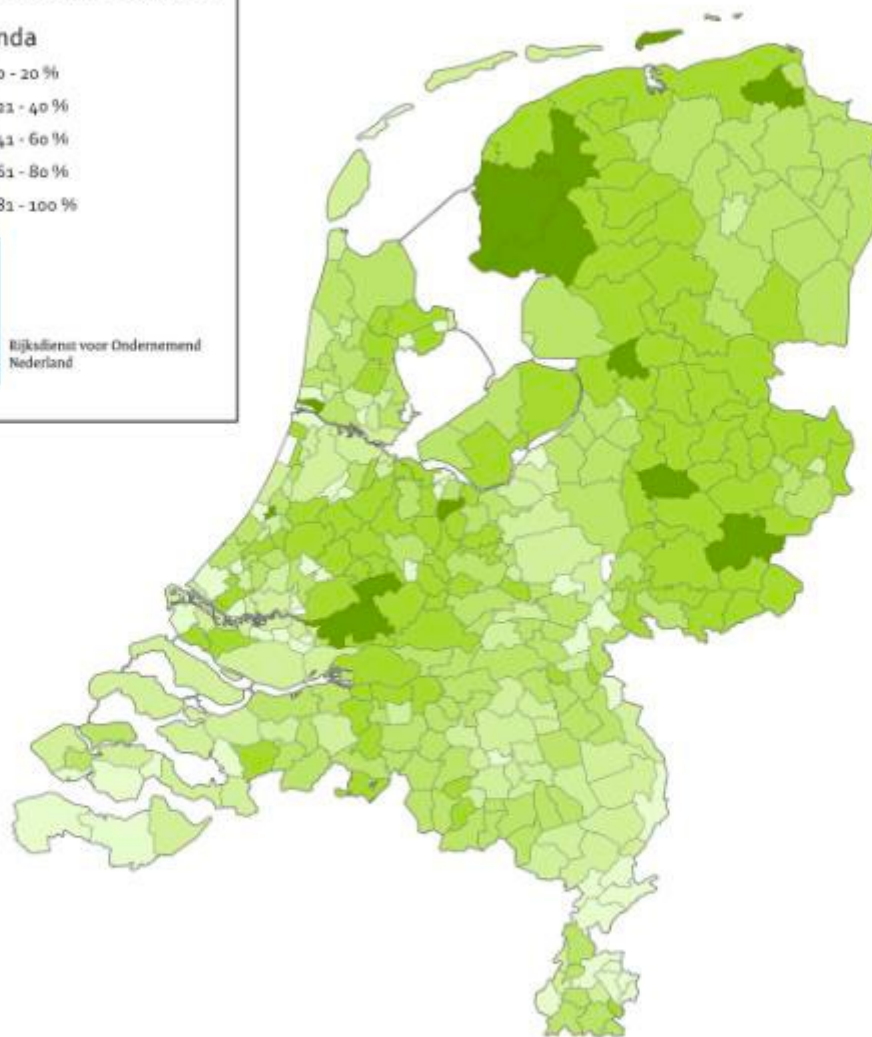 nda
0 - 20 %
21 - 40 %
41 - 60 %
61 - 80 %
81 - 100 %
Rijksdienst voor Ondernemend
Nederland